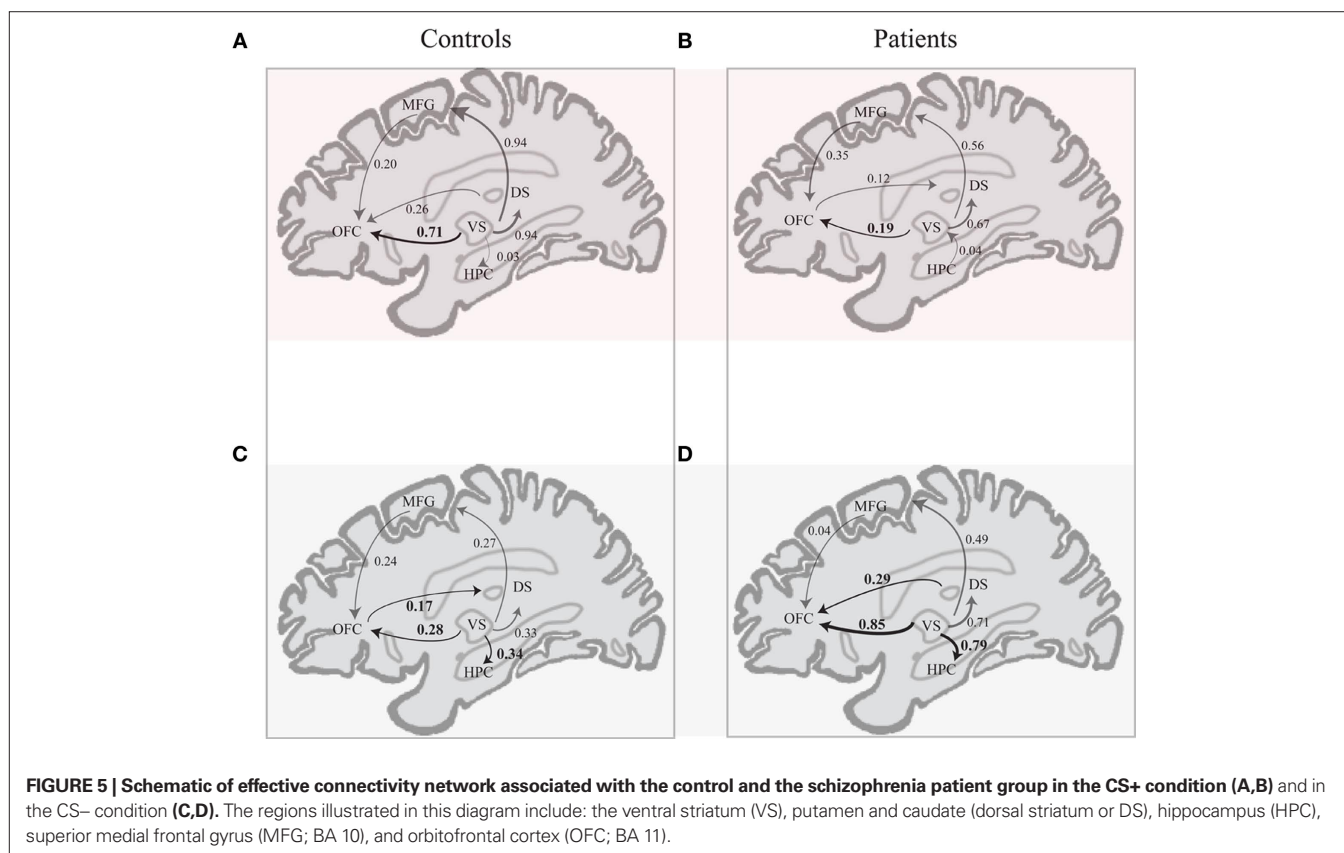 A
Controls
B
Patients
MFG
0.94
0.20
DS
0.26
OFC
0.71
VS
0.94
0.03
HPC
MFG
0.56
0.35
0.12
DS
OFC
0.19
VS
0.67
0.04
HPC
C
D
MFG
0.27
0.24
DS
0.17
OFC
0.28
VS
0.33
0.34
HPC
MFG
0.04
0.49
0.29
DS
OFC
0.85
VS
0.71
0.79
HPC
FIGURE 5 | Schematic of effective connectivity network associated with the control and the schizophrenia patient group in the CS+ condition (A,B) and in
the CS– condition (C,D). The regions illustrated in this diagram include: the ventral striatum (VS), putamen and caudate (dorsal striatum or DS), hippocampus (HPC),
superior medial frontal gyrus (MFG; BA 10), and orbitofrontal cortex (OFC; BA 11).